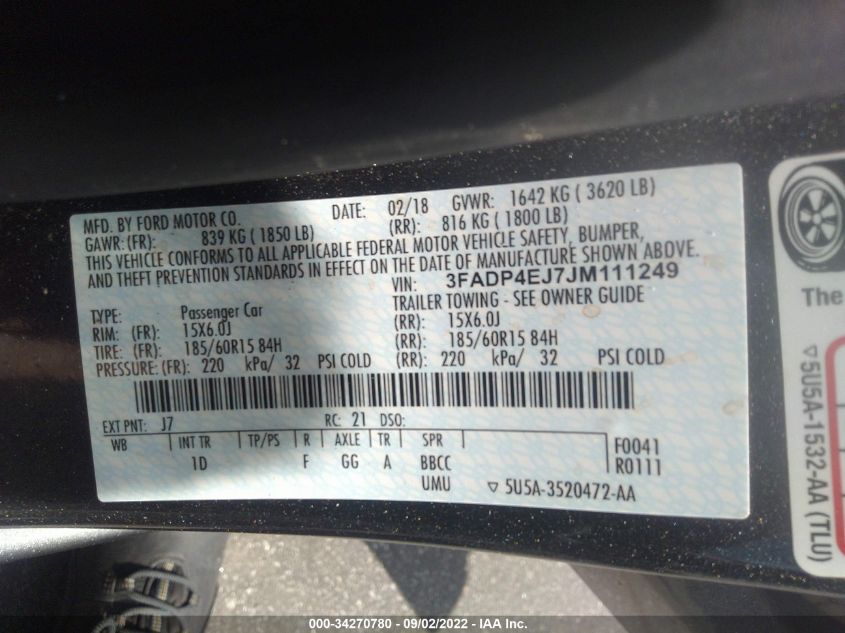 MFD. BY FORD MOTOR CO. DATE: 02/18 GVWR: 1642 KG ( 3620 LB)
GAWR:(FR): 839 KG ( 1850 LB) (RR): 816 KG ( 1800 LB)
THIS VEHICLE CONFORMS TO ALL APPLICABLE FEDERAL MOTOR VEHICLE SAFETY, BUMPER,
AND THEFT PREVENTION STANDARDS IN EFFECT ON THE DATE OF MANUFACTURE SHOWN ABOVE.
VIN: 3FADP4EJ7JM111249
TYPE: Passenger Car TRAILER TOWING - SEE OWNER GUIDE
RIM: (FR): 15X6.0J (RR): 15X6.0J
TIRE: (FR): 185/60R15 84H (RR): 185/60R15 84H
PRESSURE:(FR): 220 kPa/ 32 PSI COLD (RR): 220 kPa/ 32 PSI COLD
EXT PNT: J7 RC: 21 DSO:
WB INT TR TP/PS R AXLE TR SPR F0041
1D F GG A BBCC R0111
UMU ▽ 5U5A-3520472-AA
The
▽5U5A-1532-AA (TLU)
000-34270780 - 09/02/2022 - IAA Inc.